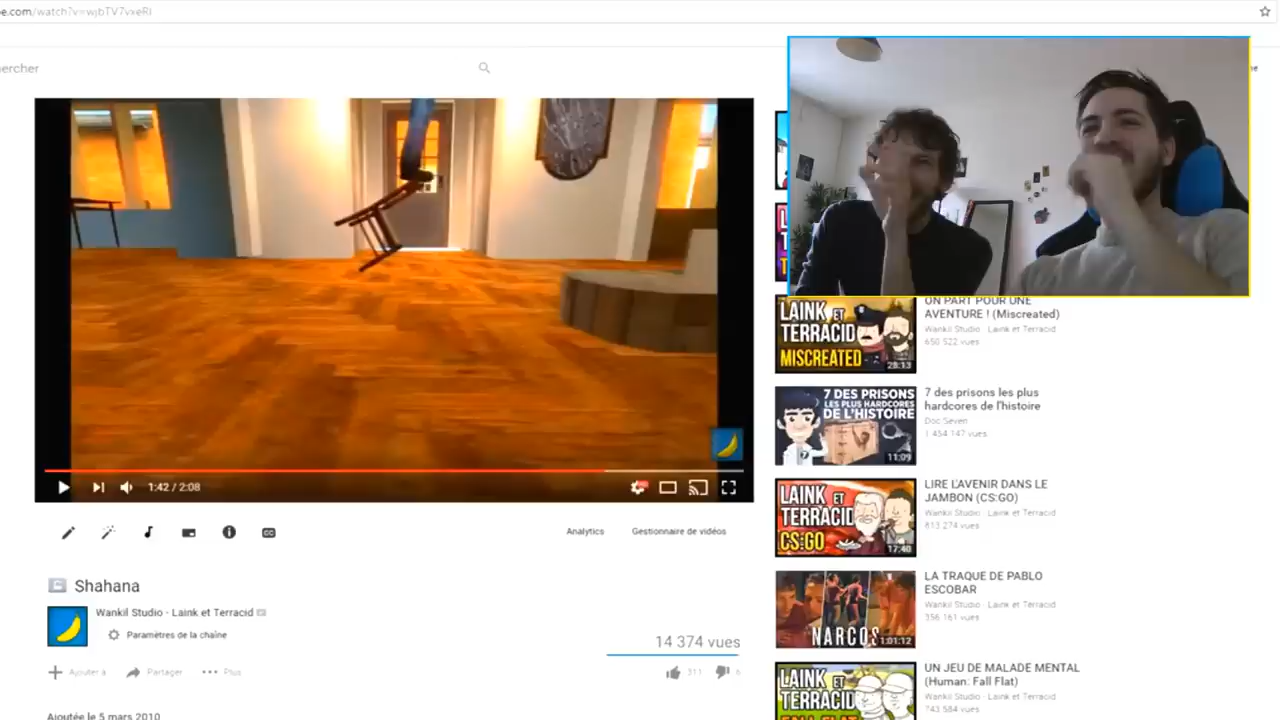 be.com/watch?v=wjbTV7vxeRI
ercher
1:42 / 2:08
Analytics
Gestionnaire de vidéos
Shahana
Wankil Studio - Laink et Terracid
Paramètres de la chaîne
14 374 vues
Ajouter à
Partager
Plus
311
6
Ajoutée le 5 mars 2010
LAINK ET
TERRACID
MISCREATED
28:13
ON PART POUR UNE
AVENTURE ! (Miscreated)
Wankil Studio - Laink et Terracid
650 522 vues
7 DES PRISONS
LES PLUS HARDCORES
DE L'HISTOIRE
11:09
7 des prisons les plus
hardcores de l'histoire
Doc Seven
1 454 147 vues
LAINK ET
TERRACID
CS:GO
17:40
LIRE L'AVENIR DANS LE
JAMBON (CS:GO)
Wankil Studio - Laink et Terracid
813 274 vues
NARCOS
1:01:12
LA TRAQUE DE PABLO
ESCOBAR
Wankil Studio - Laink et Terracid
356 161 vues
LAINK ET
TERRACID
FALL FLAT
UN JEU DE MALADE MENTAL
(Human: Fall Flat)
Wankil Studio - Laink et Terracid
743 584 vues